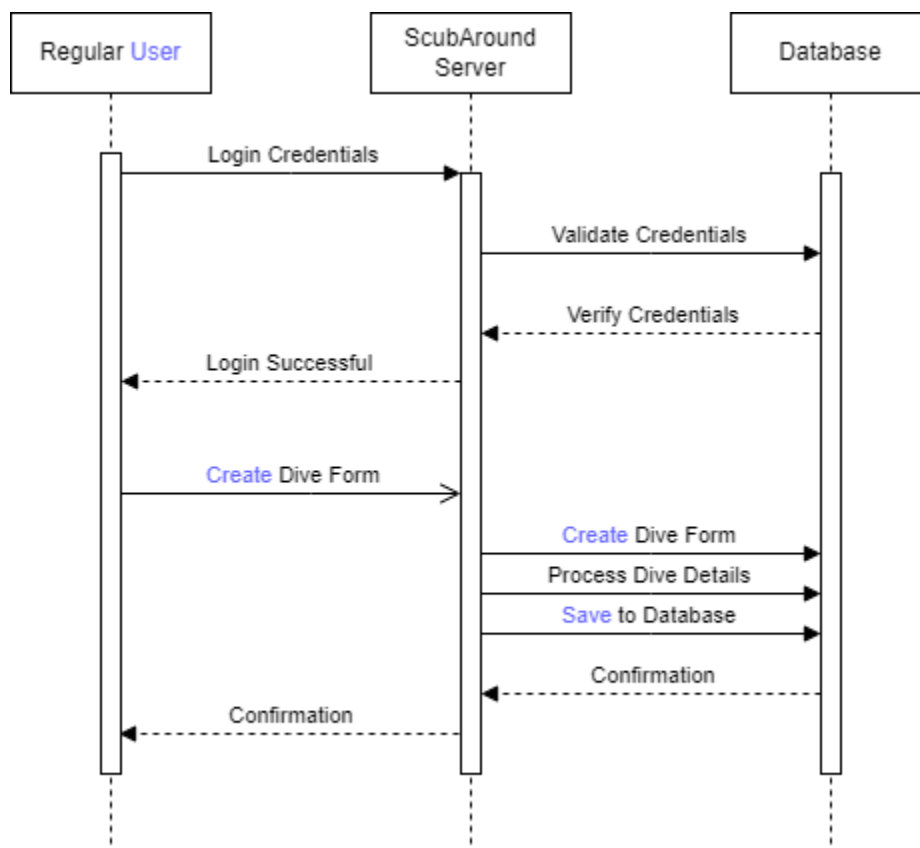 Regular User
ScubAround
Server
Database
Login Credentials
Validate Credentials
Verify Credentials
Login Successful
Create Dive Form
Create Dive Form
Process Dive Details
Save to Database
Confirmation
Confirmation